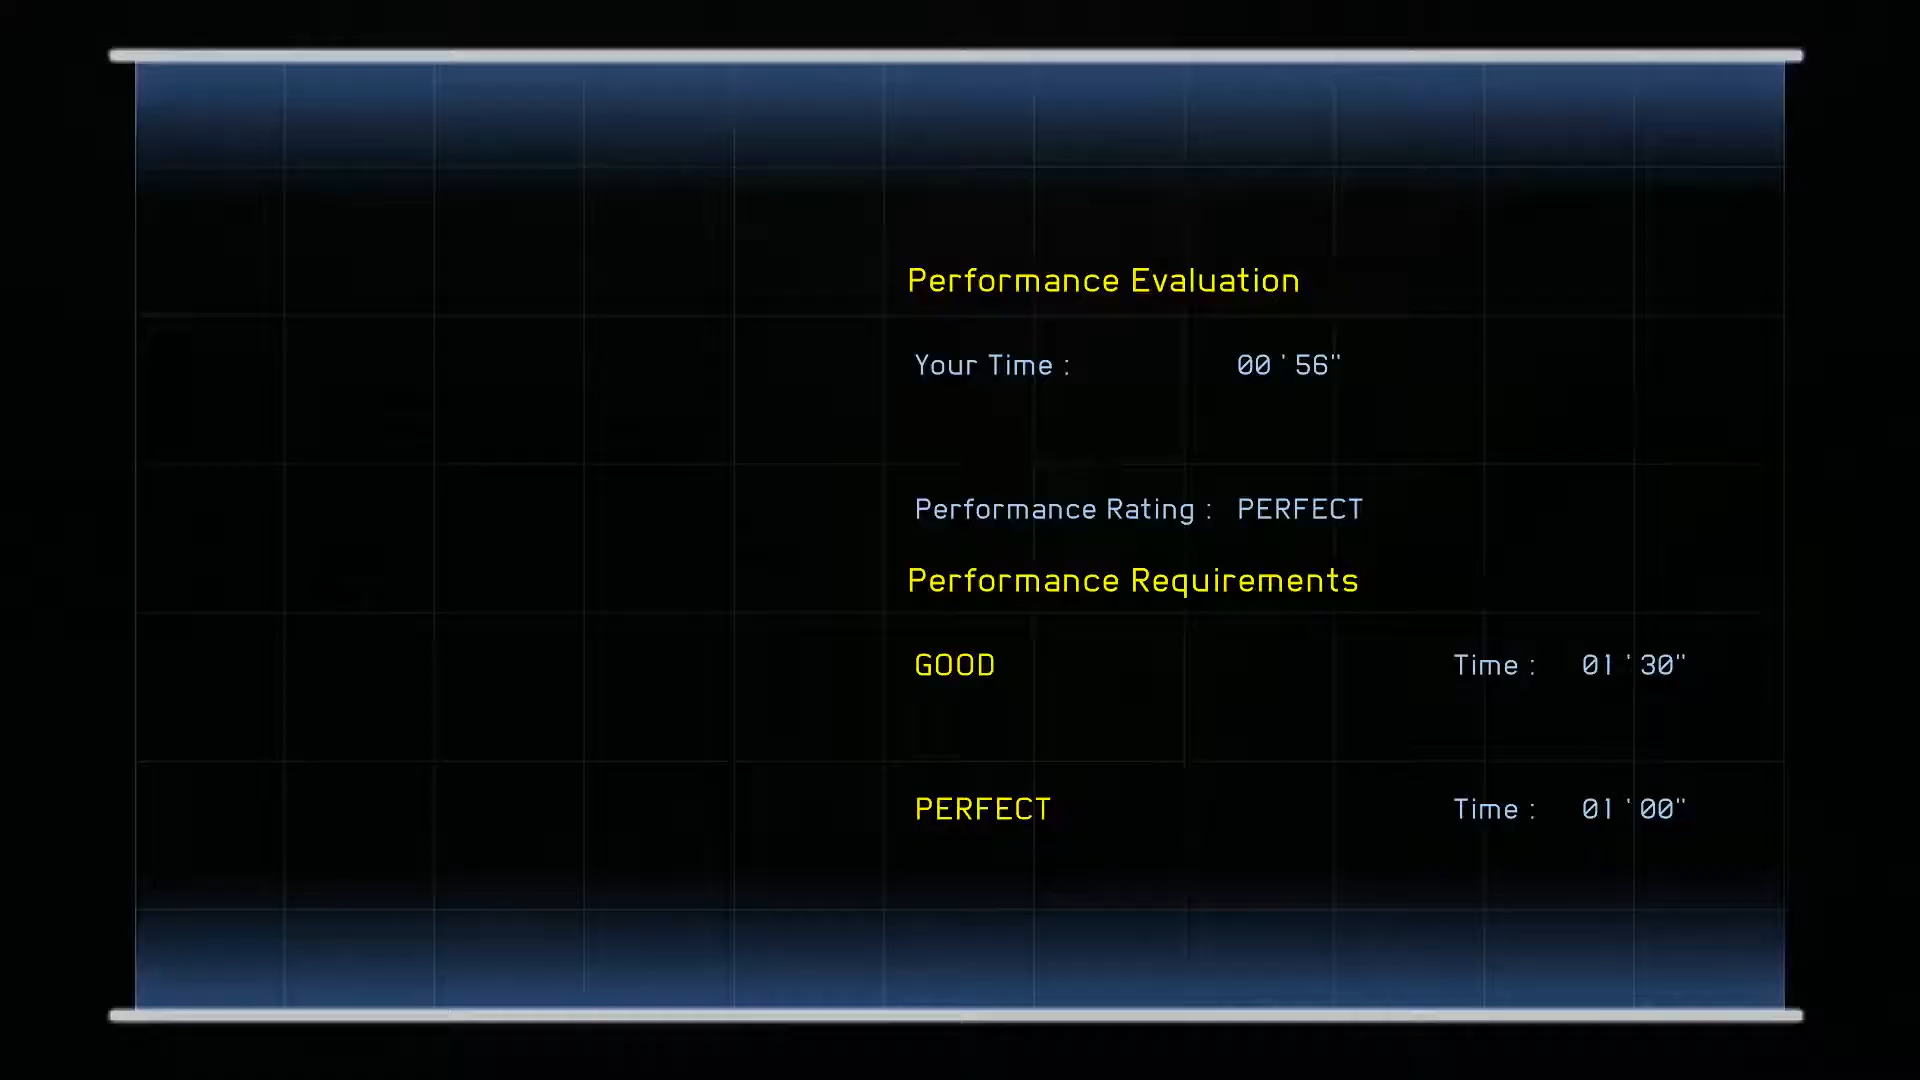 Performance Evaluation
Your Time : 00 ' 56"
Performance Rating : PERFECT
Performance Requirements
GOOD Time : 01 ' 30"
PERFECT Time : 01 ' 00"